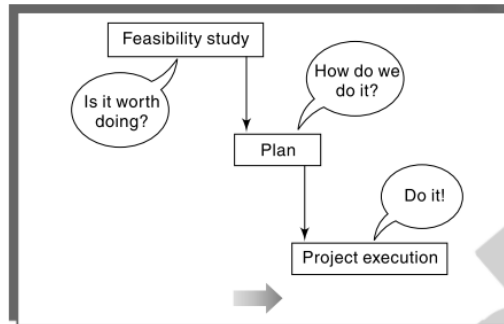 Feasibility study
Is it worth
doing?
How do we
do it?
Plan
Do it!
Project execution